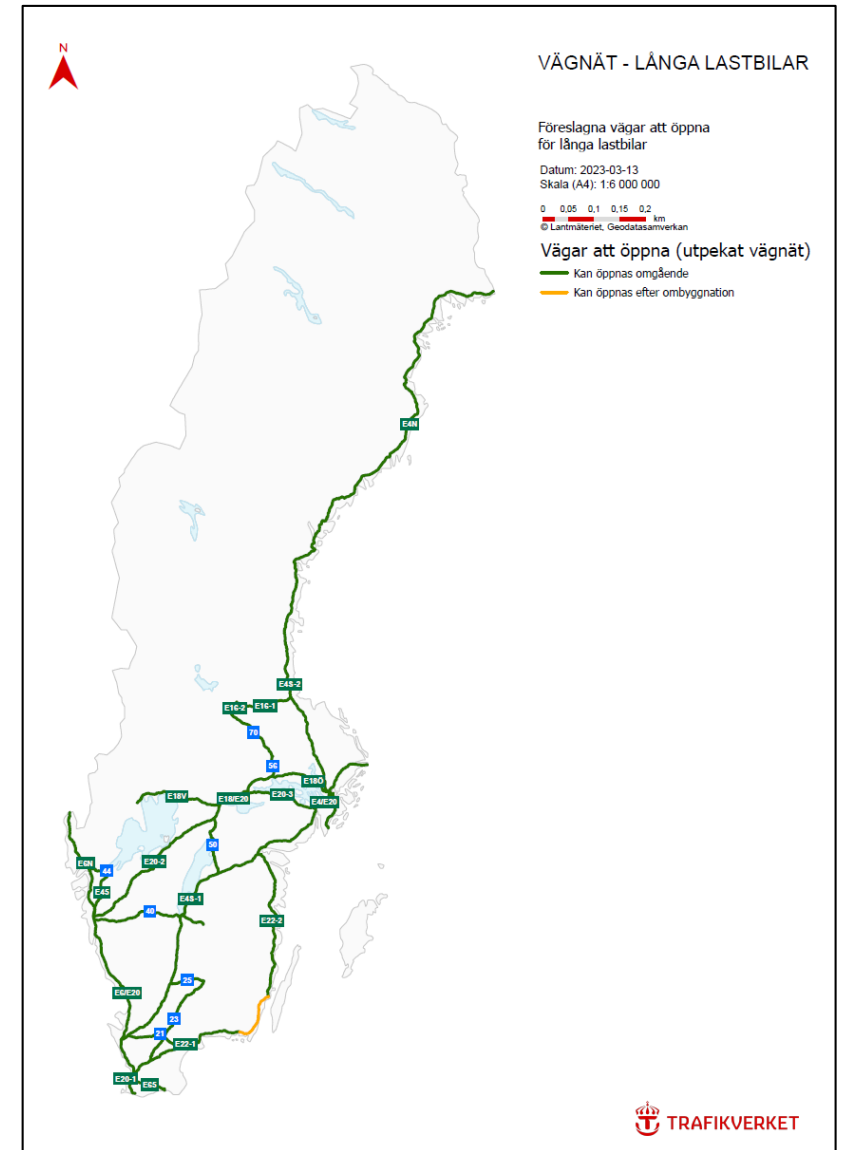 N
VÄGNÄT - LÅNGA LASTBILAR
Föreslagna vägar att öppna
för långa lastbilar
Datum: 2023-03-13
Skala (A4): 1:6 000 000
0 0,05 0,1 0,15 0,2
km
© Lantmäteriet, Geodatasamverkan
Vägar att öppna (utpekat vägnät)
Kan öppnas omgående
Kan öppnas efter ombyggnation
E4N
E4S-2
E16-2 E16-1
70
56
E18Ö
E18V E18/E20 E20-3
E4/E20
50
E6N E20-2
44
E45 E4S-1
40
E22-2
25
E6/E20
23
21
E22-1
E20-1
E65
TRAFIKVERKET